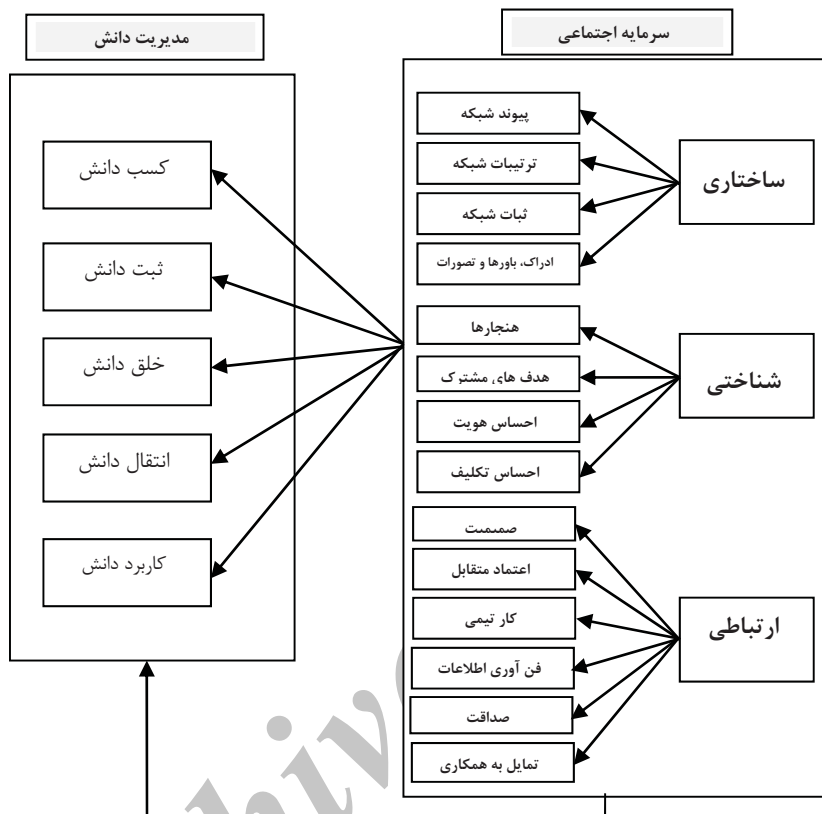 سرمایه اجتماعی
مدیریت دانش
ساختاری
پیوند شبکه
ترتیبات شبکه
ثبات شبکه
ادراک، باورها و تصورات
شناختی
هنجارها
هدف های مشترک
احساس هویت
احساس تکلیف
ارتباطی
صمیمیت
اعتماد متقابل
کار تیمی
فن آوری اطلاعات
صداقت
تمایل به همکاری
کسب دانش
ثبت دانش
خلق دانش
انتقال دانش
کاربرد دانش